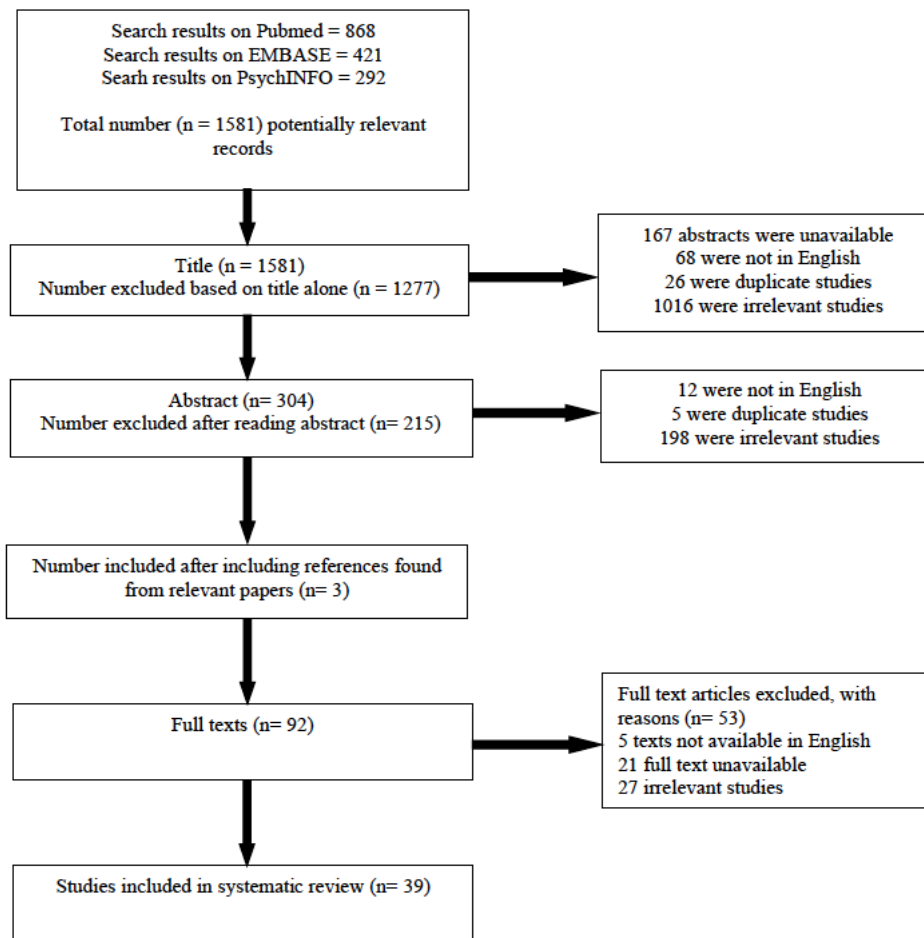 Search results on Pubmed = 868
Search results on EMBASE = 421
Searh results on PsychINFO = 292
Total number (n = 1581) potentially relevant
records
Title (n = 1581)
Number excluded based on title alone (n = 1277)
167 abstracts were unavailable
68 were not in English
26 were duplicate studies
1016 were irrelevant studies
Abstract (n= 304)
Number excluded after reading abstract (n= 215)
12 were not in English
5 were duplicate studies
198 were irrelevant studies
Number included after including references found
from relevant papers (n= 3)
Full texts (n= 92)
Full text articles excluded, with
reasons (n= 53)
5 texts not available in English
21 full text unavailable
27 irrelevant studies
Studies included in systematic review (n= 39)